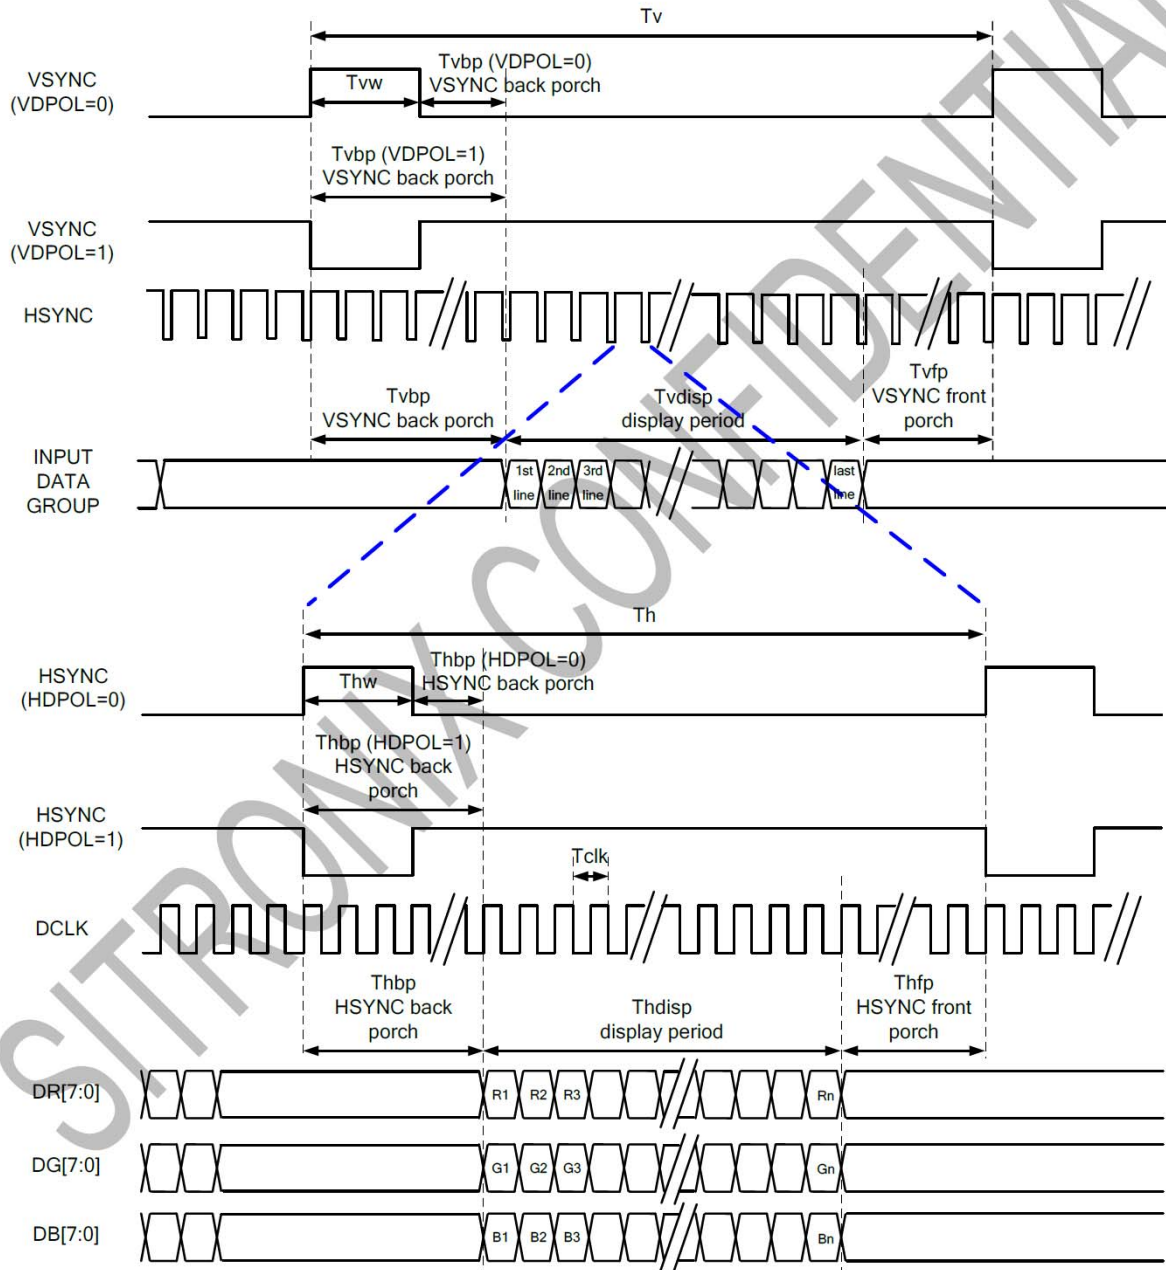 Tv
VSYNC
(VDPOL=0)
Tvw
Tvbp (VDPOL=0)
VSYNC back porch
Tvbp (VDPOL=1)
VSYNC back porch
VSYNC
(VDPOL=1)
HSYNC
Tvbp
VSYNC back porch
Tvdisp
display period
Tvfp
VSYNC front
porch
INPUT
DATA
GROUP
1st
line
2nd
line
3rd
line
last
line
Th
HSYNC
(HDPOL=0)
Thw
Thbp (HDPOL=0)
HSYNC back porch
Thbp (HDPOL=1)
HSYNC back
porch
HSYNC
(HDPOL=1)
Tclk
DCLK
Thbp
HSYNC back
porch
Thdisp
display period
Thfp
HSYNC front
porch
DR[7:0]
R1 R2 R3 Rn
DG[7:0]
G1 G2 G3 Gn
DB[7:0]
B1 B2 B3 Bn
SITRONIX CONFIDENTIAL